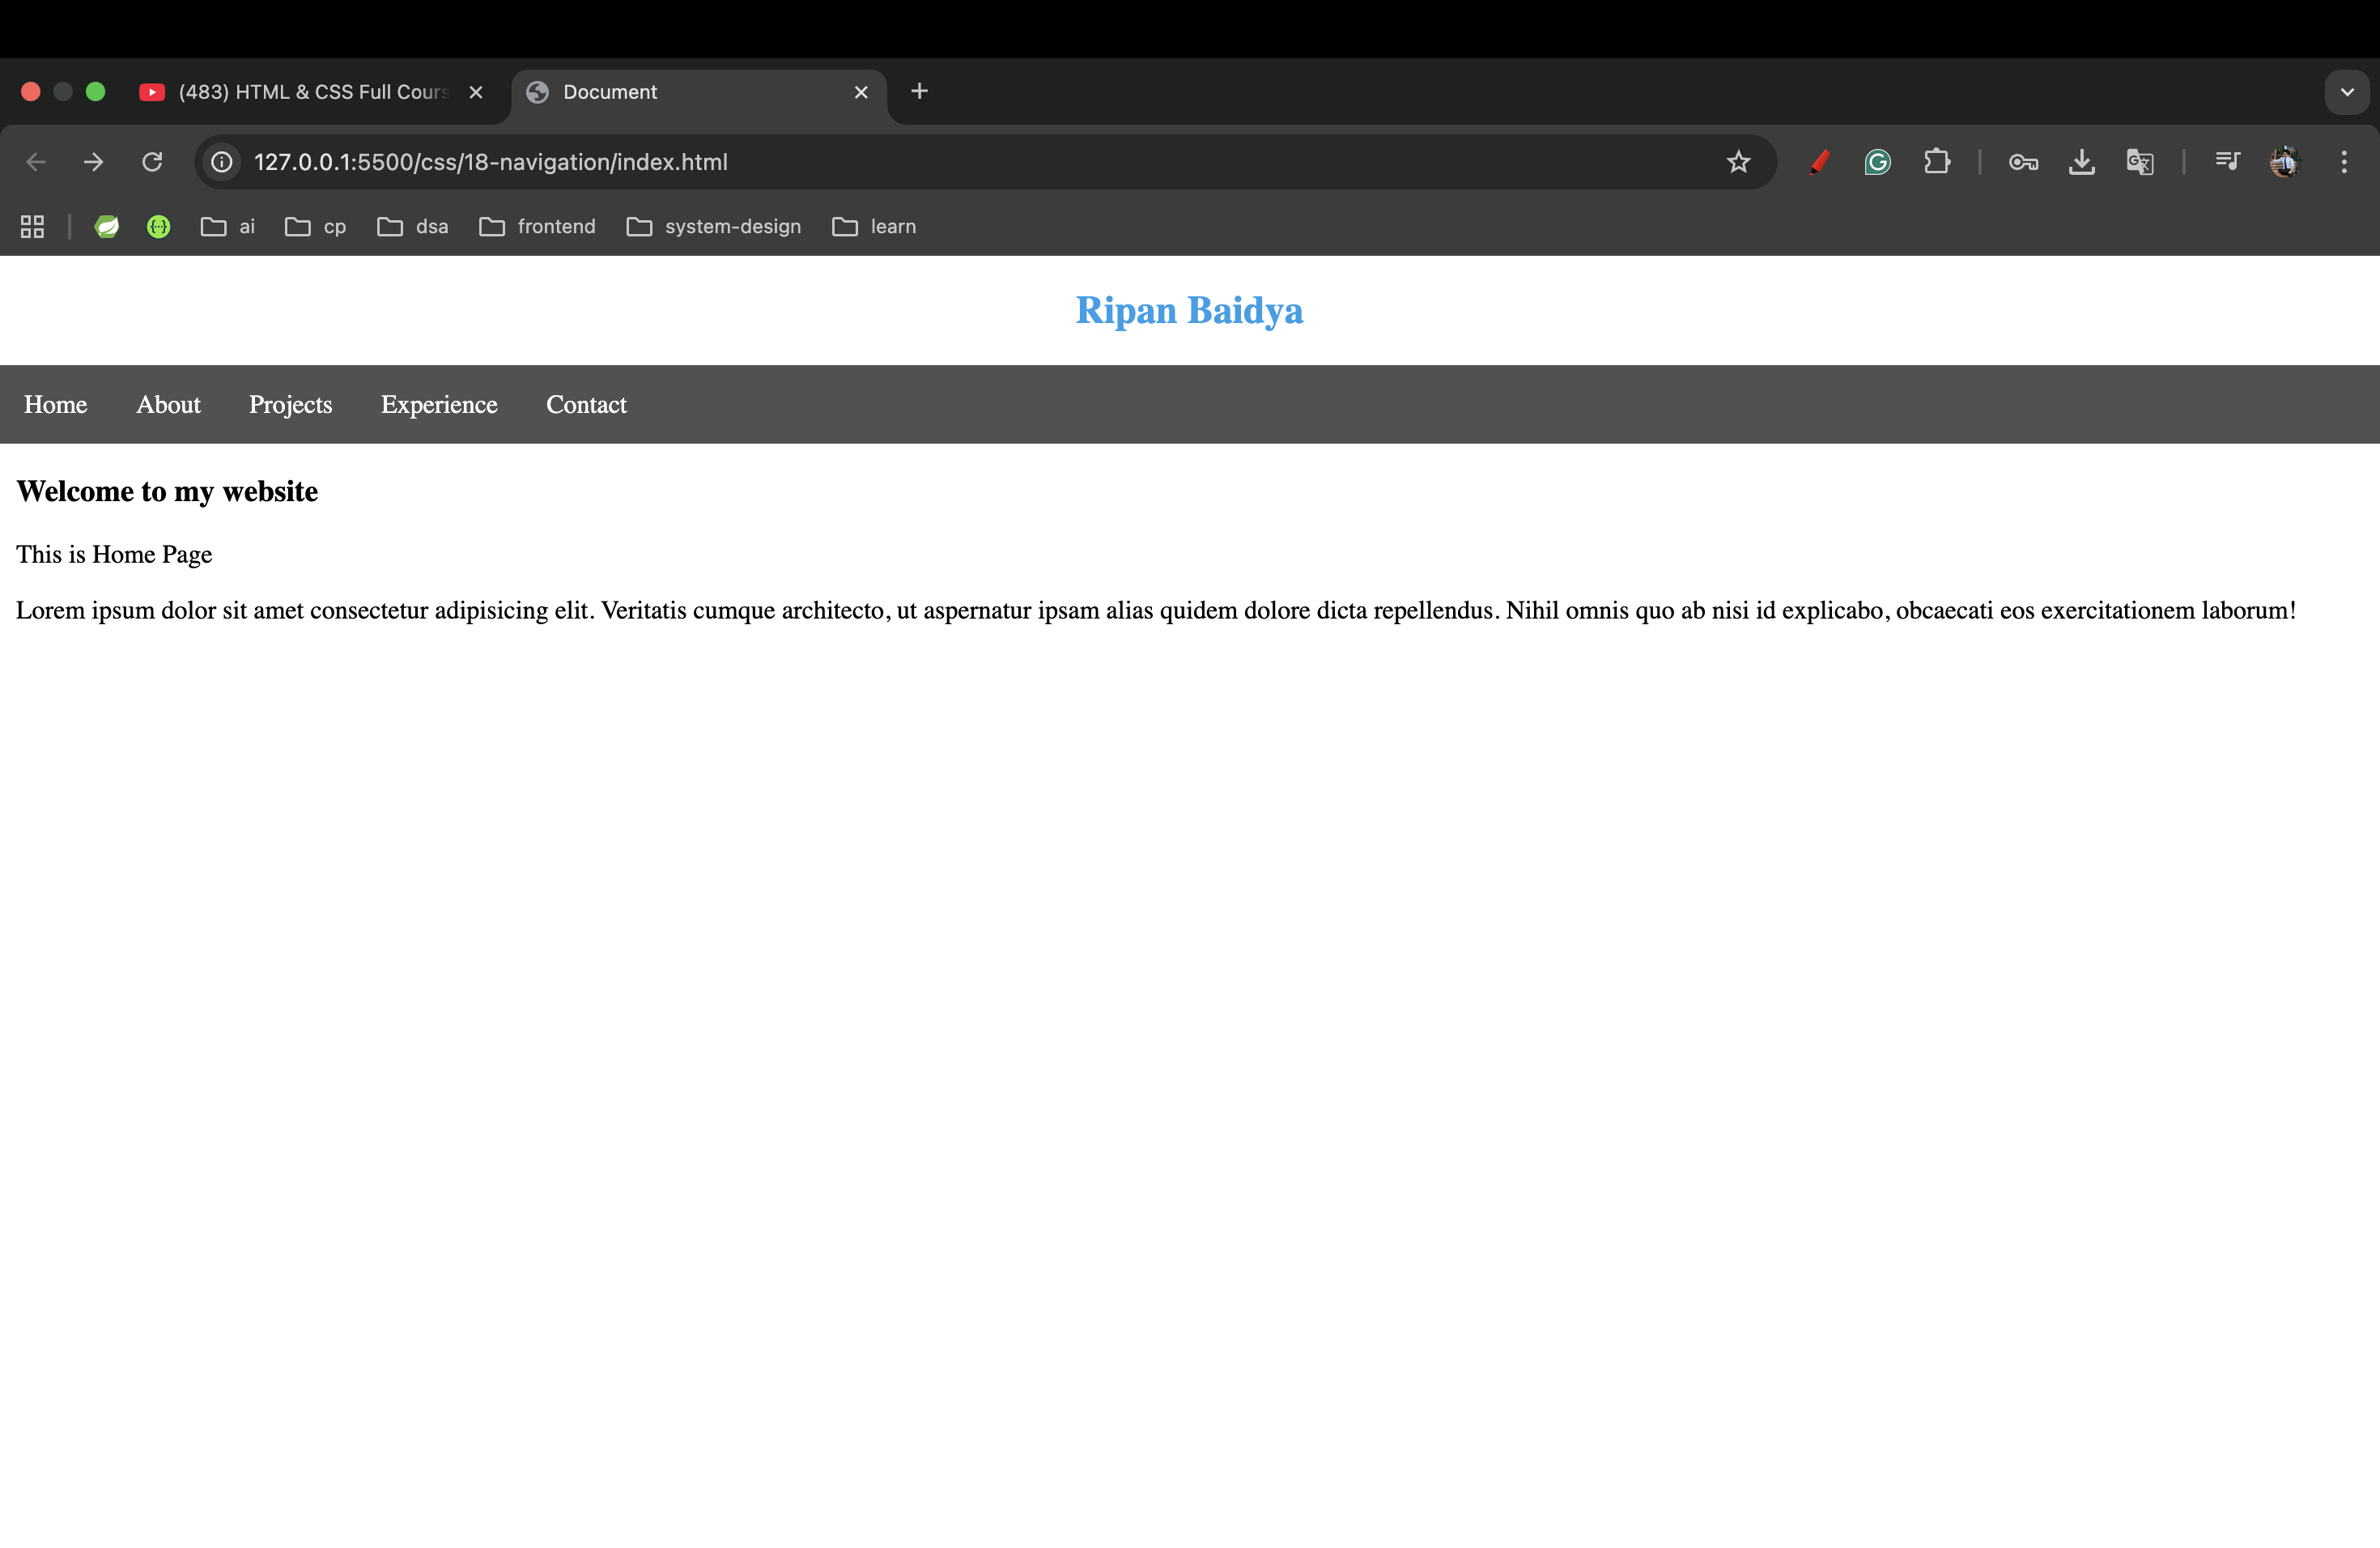 (483) HTML & CSS Full Cours
Document
127.0.0.1:5500/css/18-navigation/index.html
ai cp dsa frontend system-design learn
Ripan Baidya
Home About Projects Experience Contact
Welcome to my website
This is Home Page
Lorem ipsum dolor sit amet consectetur adipisicing elit. Veritatis cumque architecto, ut aspernatur ipsam alias quidem dolore dicta repellendus. Nihil omnis quo ab nisi id explicabo, obcaecati eos exercitationem laborum!